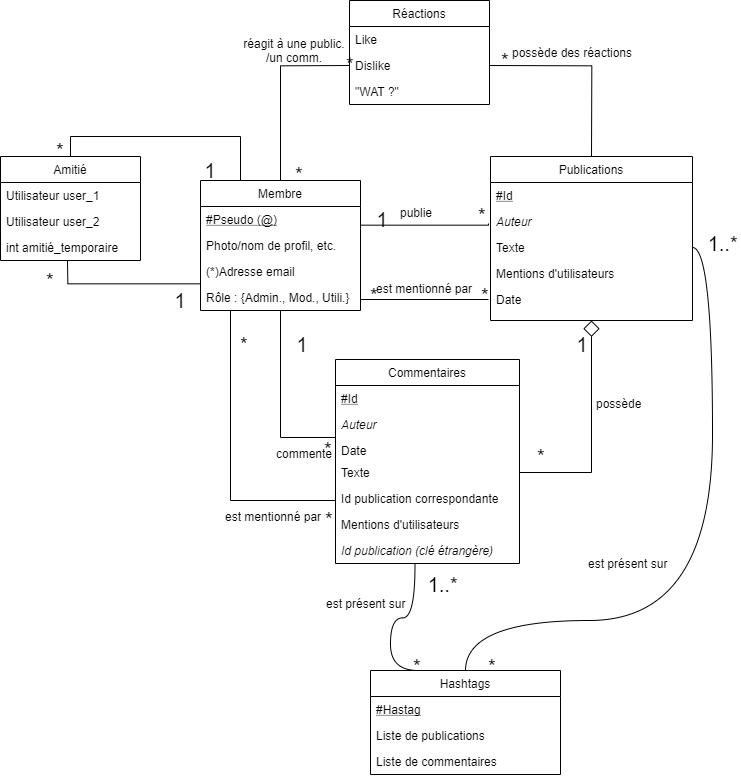 Réactions
Like
Dislike
"WAT ?"
réagit à une public.
/un comm.
*
*
* possède des réactions
*
1
Amitié
Utilisateur user_1
Utilisateur user_2
int amitié_temporaire
*
1
Membre
#Pseudo (@)
Photo/nom de profil, etc.
(*)Adresse email
Rôle : {Admin., Mod., Utili.}
1 publie *
*est mentionné par *
Publications
#Id
Auteur
Texte
Mentions d'utilisateurs
Date
1..*
*
1
1
possède
*
Commentaires
#Id
Auteur
Date
Texte
Id publication correspondante
Mentions d'utilisateurs
Id publication (clé étrangère)
*
commente
est mentionné par *
1..*
est présent sur
est présent sur
*
*
Hashtags
#Hastag
Liste de publications
Liste de commentaires